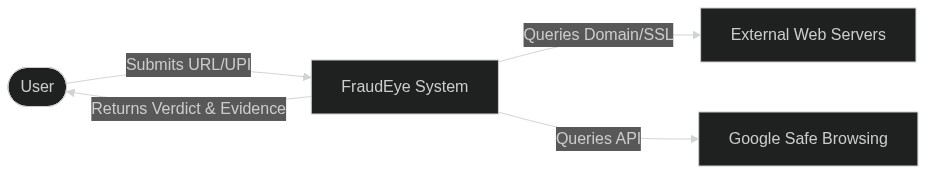 User
Submits URL/UPI
Returns Verdict & Evidence
FraudEye System
Queries Domain/SSL
External Web Servers
Queries API
Google Safe Browsing